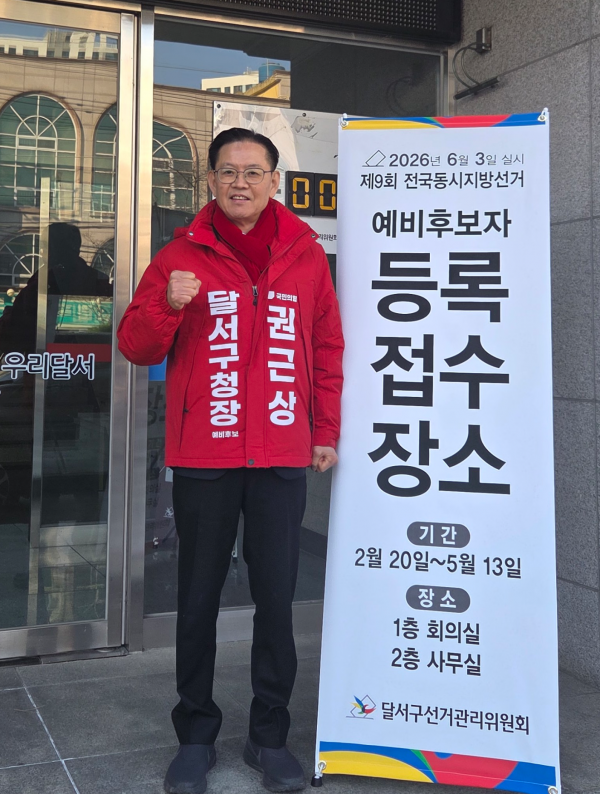 2026년 6월 3일 실시
제9회 전국동시지방선거
예비후보자
등록
접수
장소
기간
2월 20일~5월 13일
장소
1층 회의실
2층 사무실
달서구선거관리위원회
국민의힘
권근상
달서구청장
예비후보
우리달서
00